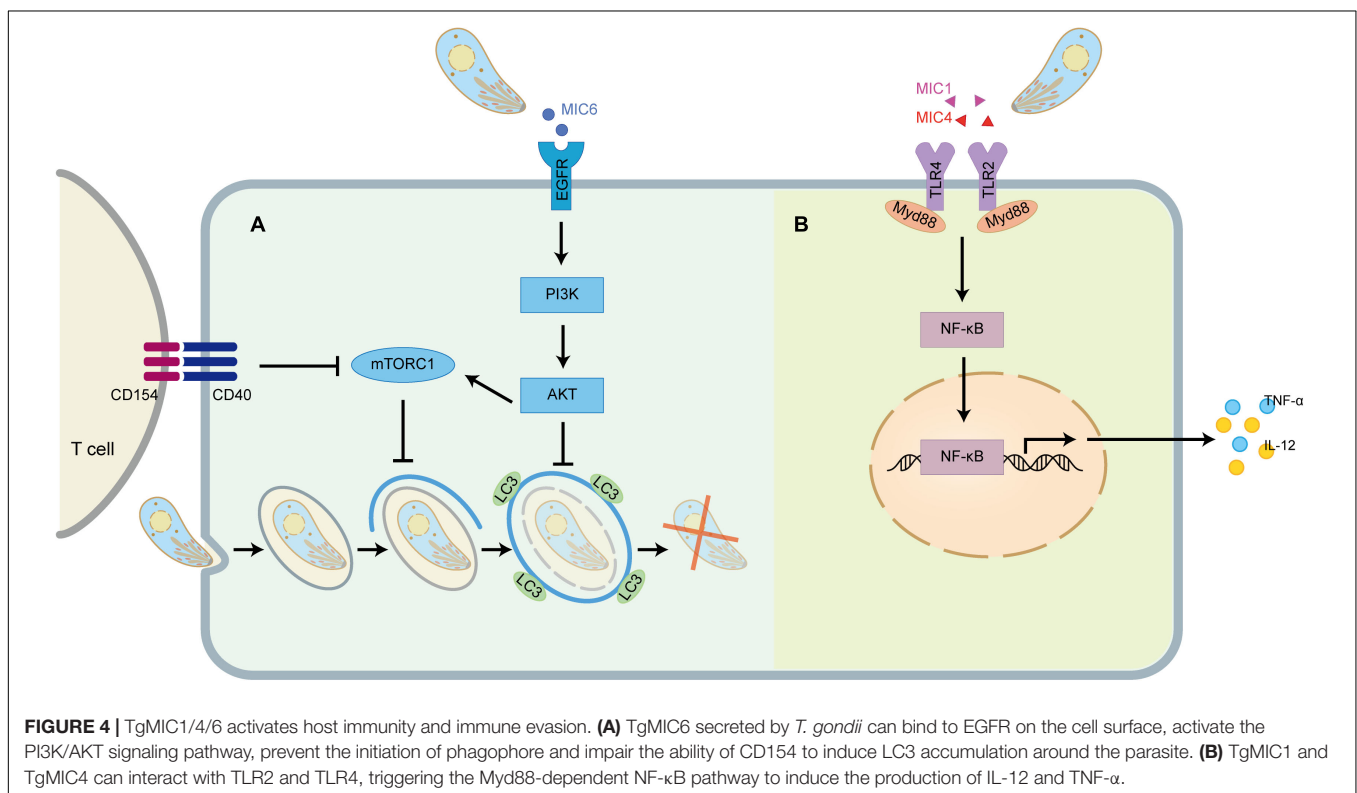 MIC6
EGFR
A
PI3K
mTORC1
AKT
CD154
CD40
T cell
LC3
LC3
LC3
LC3
MIC1
MIC4
TLR4
TLR2
Myd88
Myd88
B
NF-κB
NF-κB
TNF-α
IL-12
FIGURE 4 | TgMIC1/4/6 activates host immunity and immune evasion. (A) TgMIC6 secreted by T. gondii can bind to EGFR on the cell surface, activate the
PI3K/AKT signaling pathway, prevent the initiation of phagophore and impair the ability of CD154 to induce LC3 accumulation around the parasite. (B) TgMIC1 and
TgMIC4 can interact with TLR2 and TLR4, triggering the Myd88-dependent NF-κB pathway to induce the production of IL-12 and TNF-α.